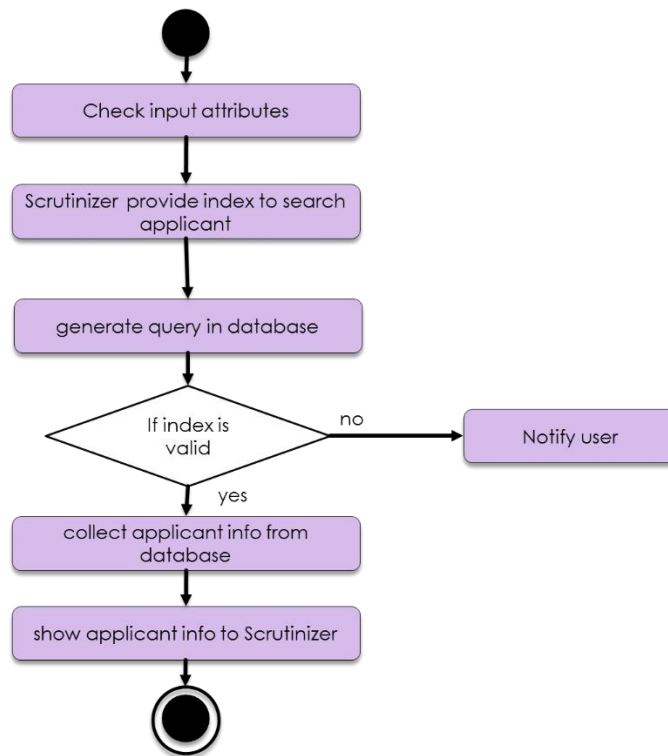 Check input attributes
Scrutinizer provide index to search
applicant
generate query in database
If index is
valid
no
Notify user
yes
collect applicant info from
database
show applicant info to Scrutinizer